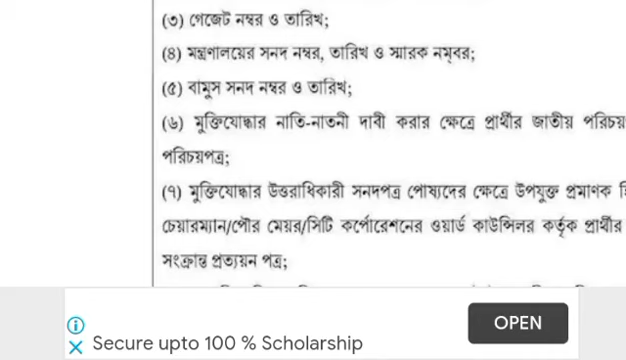 (৩) গেজেট নম্বর ও তারিখ;
(৪) মন্ত্রণালয়ের সনদ নম্বর, তারিখ ও স্মারক নম্বর;
(৫) বামুস সনদ নম্বর ও তারিখ;
(৬) মুক্তিযোদ্ধার নাতি-নাতনী দাবী করার ক্ষেত্রে প্রার্থীর জাতীয় পরিচয়
পরিচয়পত্র;
(৭) মুক্তিযোদ্ধার উত্তরাধিকারী সনদপত্র পোষ্যদের ক্ষেত্রে উপযুক্ত প্রমাণক
চেয়ারম্যান/পৌর মেয়র/সিটি কর্পোরেশনের ওয়ার্ড কাউন্সিলর কর্তৃক প্রার্থীর
সংক্রান্ত প্রত্যয়ন পত্র;
OPEN
Secure upto 100 % Scholarship